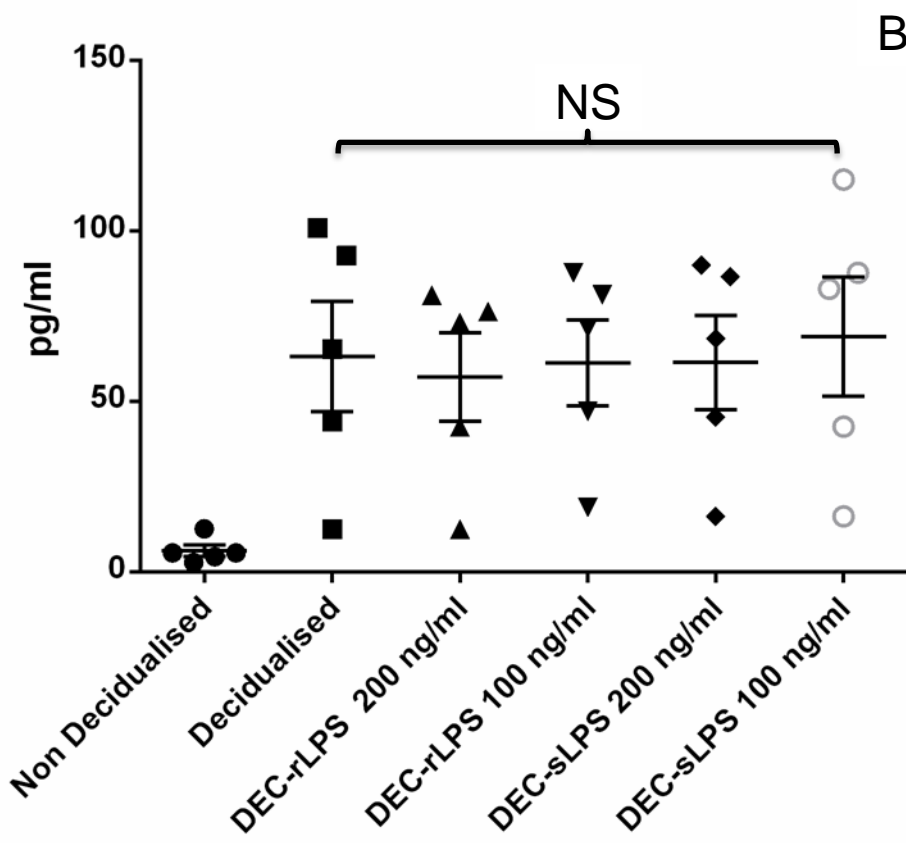 B
150
NS
100
pg/ml
50
0
Non Decidualised
Decidualised
DEC-rLPS 200 ng/ml
DEC-rLPS 100 ng/ml
DEC-sLPS 200 ng/ml
DEC-sLPS 100 ng/ml